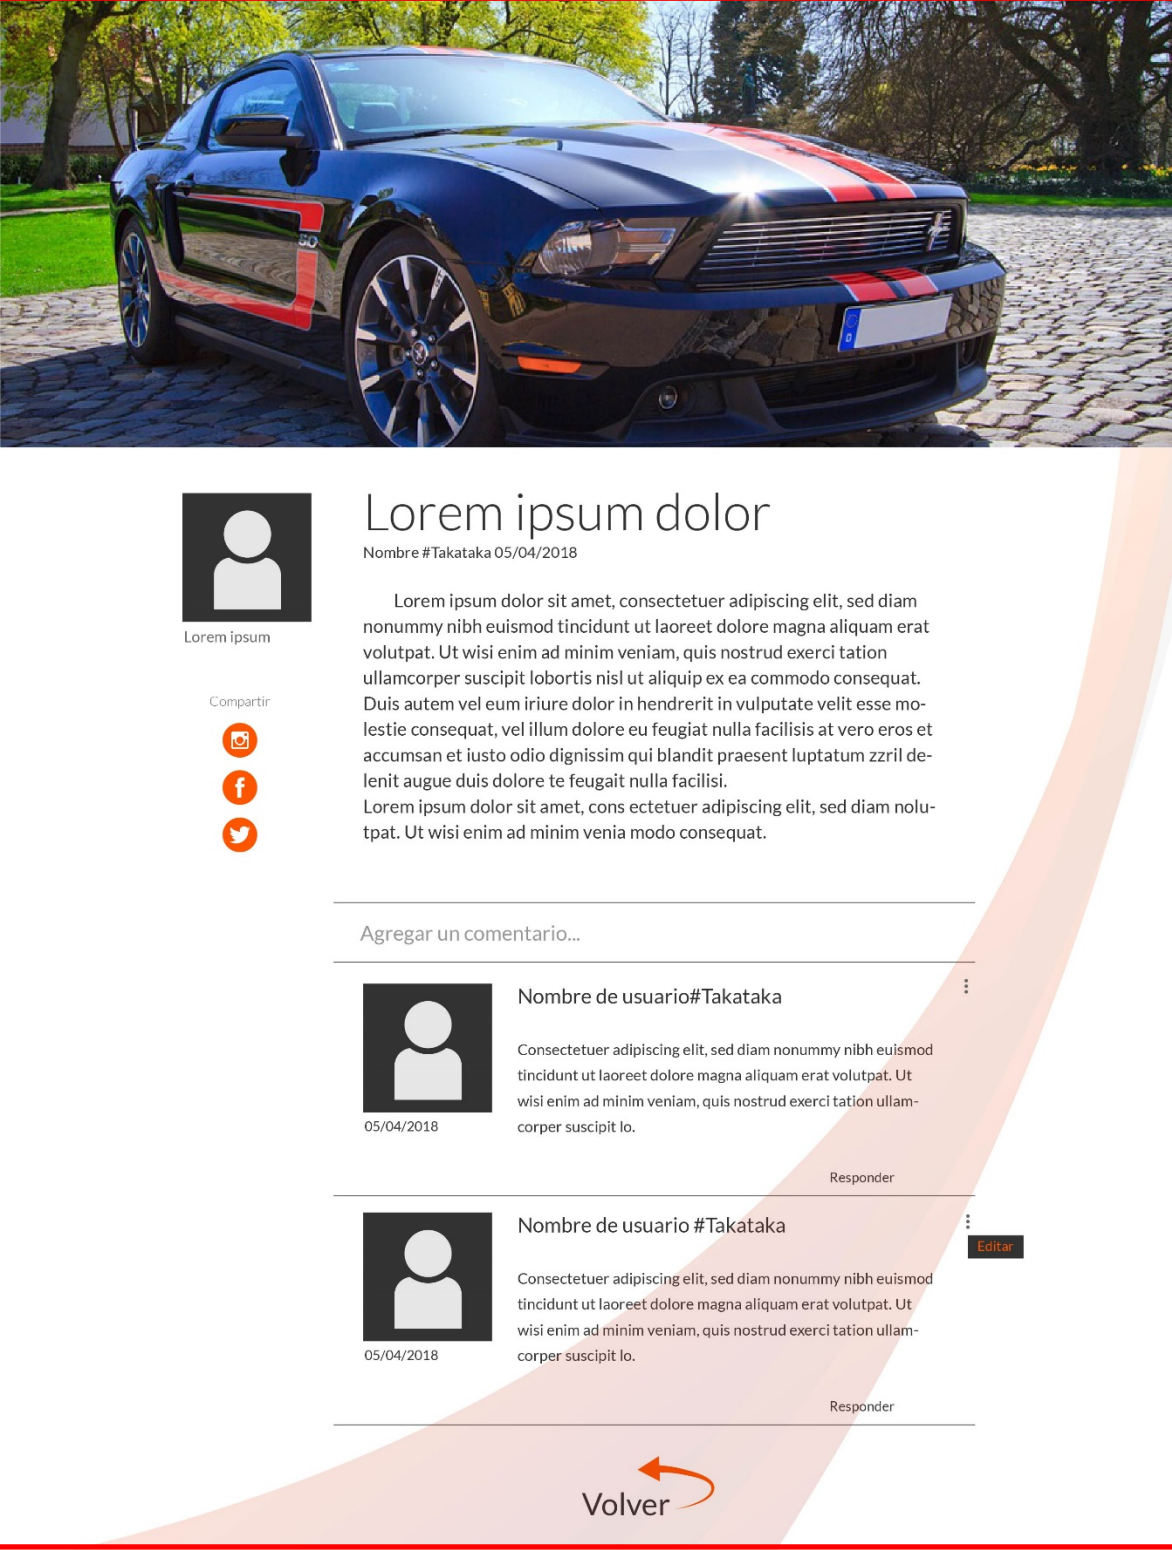 5.0
Lorem ipsum dolor
Nombre #Takataka 05/04/2018
Lorem ipsum
Lorem ipsum dolor sit amet, consectetuer adipiscing elit, sed diam
nonummy nibh euismod tincidunt ut laoreet dolore magna aliquam erat
volutpat. Ut wisi enim ad minim veniam, quis nostrud exerci tation
ullamcorper suscipit lobortis nisl ut aliquip ex ea commodo consequat.
Duis autem vel eum iriure dolor in hendrerit in vulputate velit esse mo-
lestie consequat, vel illum dolore eu feugiat nulla facilisis at vero eros et
accumsan et iusto odio dignissim qui blandit praesent luptatum zzril de-
lenit augue duis dolore te feugait nulla facilisi.
Lorem ipsum dolor sit amet, cons ectetuer adipiscing elit, sed diam nolu-
tpat. Ut wisi enim ad minim venia modo consequat.
Compartir
Agregar un comentario...
Nombre de usuario#Takataka
Consectetuer adipiscing elit, sed diam nonummy nibh euismod
tincidunt ut laoreet dolore magna aliquam erat volutpat. Ut
wisi enim ad minim veniam, quis nostrud exerci tation ullam-
corper suscipit lo.
05/04/2018
Responder
Nombre de usuario #Takataka
Editar
Consectetuer adipiscing elit, sed diam nonummy nibh euismod
tincidunt ut laoreet dolore magna aliquam erat volutpat. Ut
wisi enim ad minim veniam, quis nostrud exerci tation ullam-
corper suscipit lo.
05/04/2018
Responder
Volver